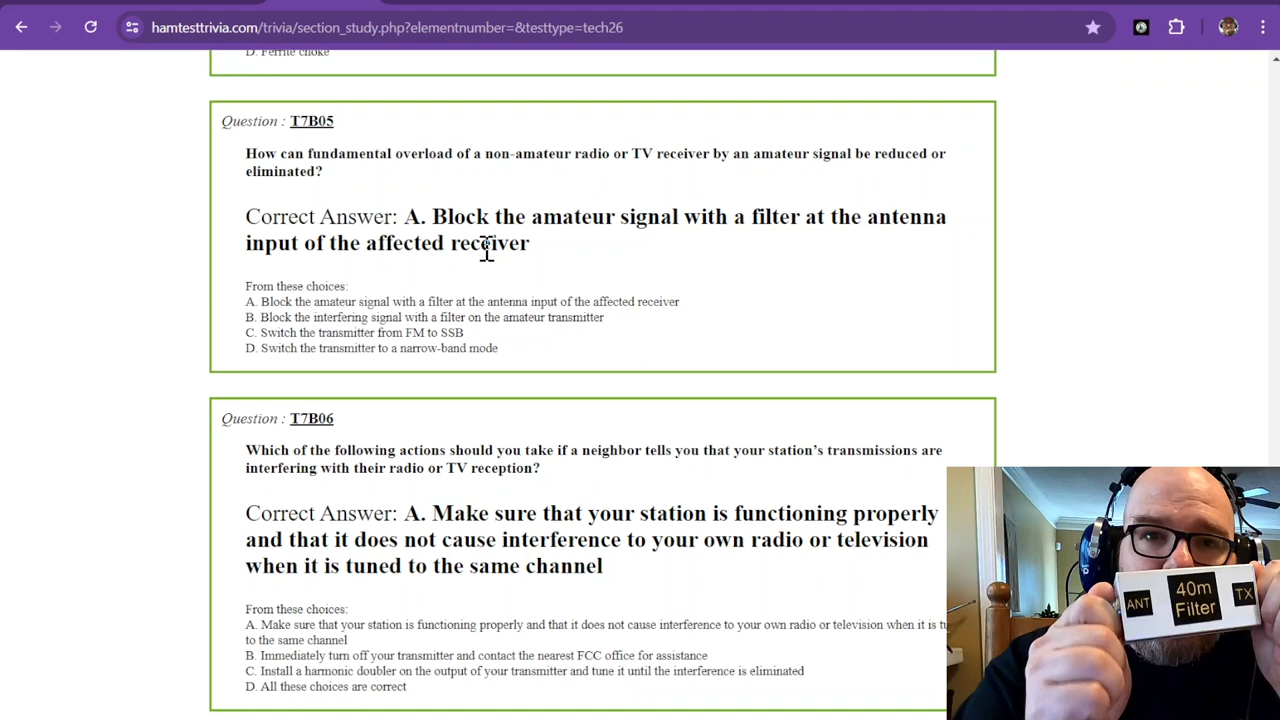 hamtesttrivia.com/trivia/section_study.php?elementnumber=&testtype=tech26
D. Ferrite choke
Question : T7B05
How can fundamental overload of a non-amateur radio or TV receiver by an amateur signal be reduced or
eliminated?
Correct Answer: A. Block the amateur signal with a filter at the antenna
input of the affected receiver
From these choices:
A. Block the amateur signal with a filter at the antenna input of the affected receiver
B. Block the interfering signal with a filter on the amateur transmitter
C. Switch the transmitter from FM to SSB
D. Switch the transmitter to a narrow-band mode
Question : T7B06
Which of the following actions should you take if a neighbor tells you that your station’s transmissions are
interfering with their radio or TV reception?
Correct Answer: A. Make sure that your station is functioning properly
and that it does not cause interference to your own radio or television
when it is tuned to the same channel
From these choices:
A. Make sure that your station is functioning properly and that it does not cause interference to your own radio or television when it is tu
to the same channel
B. Immediately turn off your transmitter and contact the nearest FCC office for assistance
C. Install a harmonic doubler on the output of your transmitter and tune it until the interference is eliminated
D. All these choices are correct
ANT
40m
Filter
TX